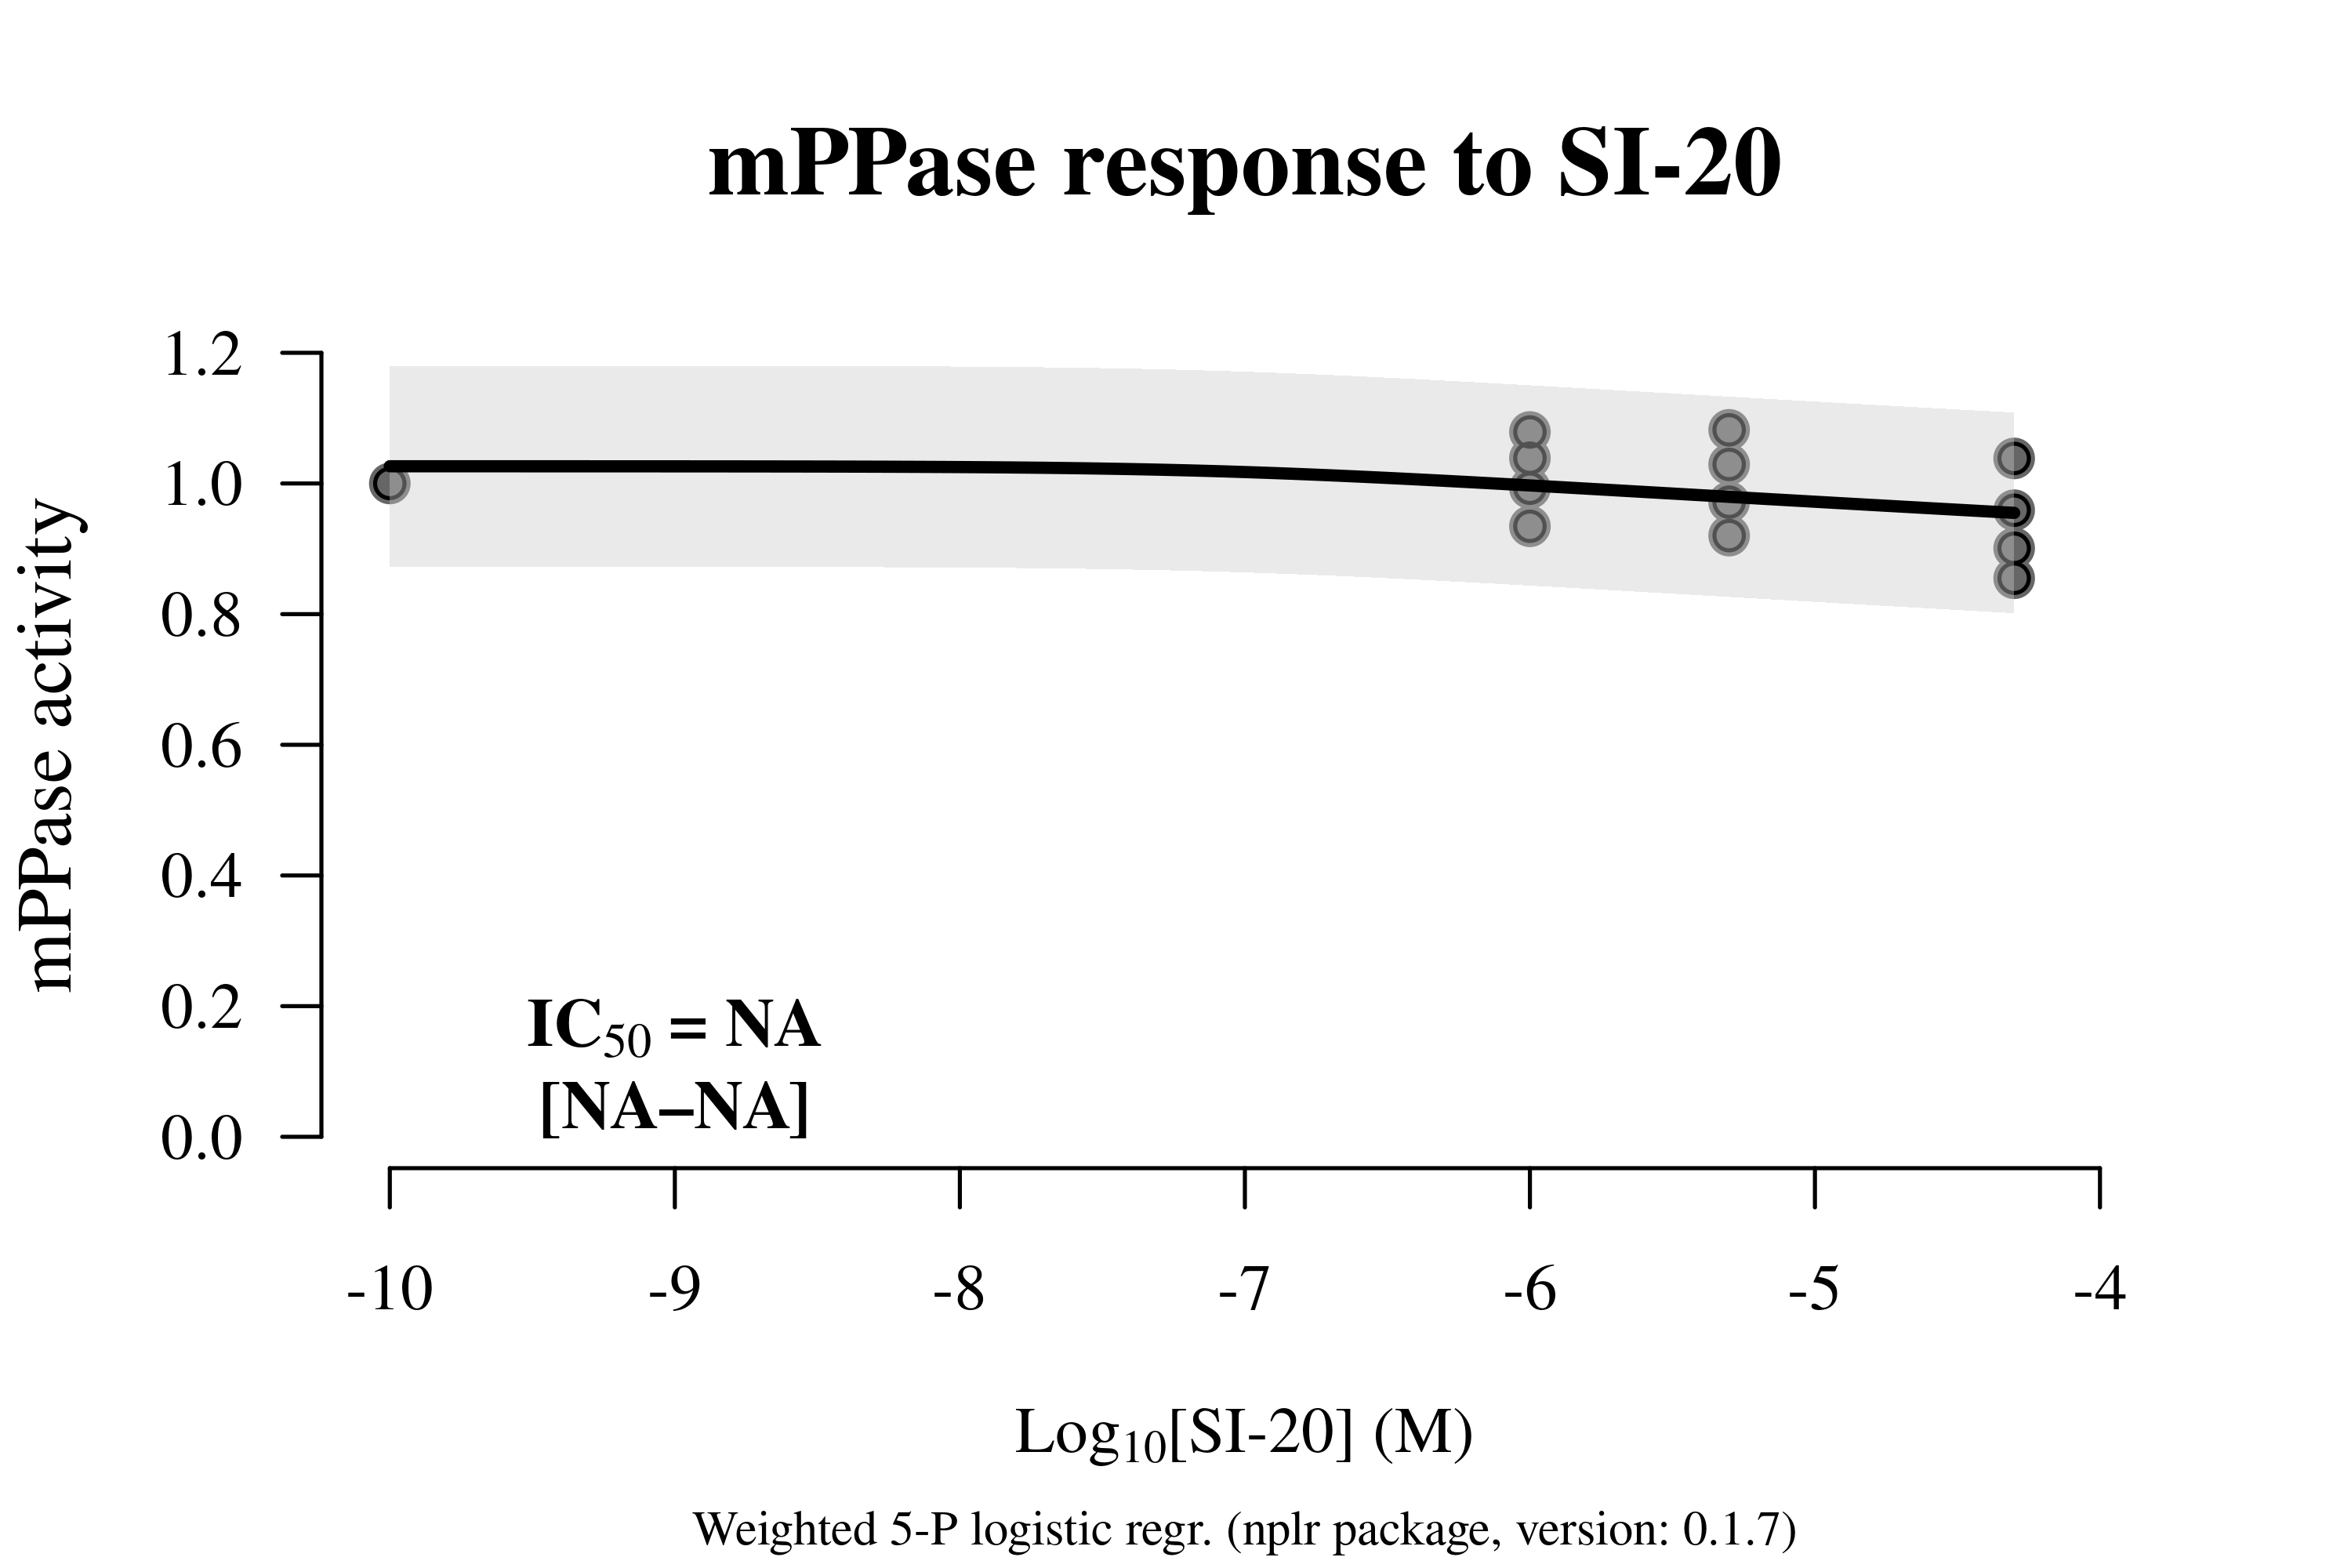 mPPase response to SI-20
mPPase activity
1.2
1.0
0.8
0.6
0.4
0.2
0.0
IC50 = NA
[NA–NA]
-10 -9 -8 -7 -6 -5 -4
Log10[SI-20] (M)
Weighted 5-P logistic regr. (nplr package, version: 0.1.7)